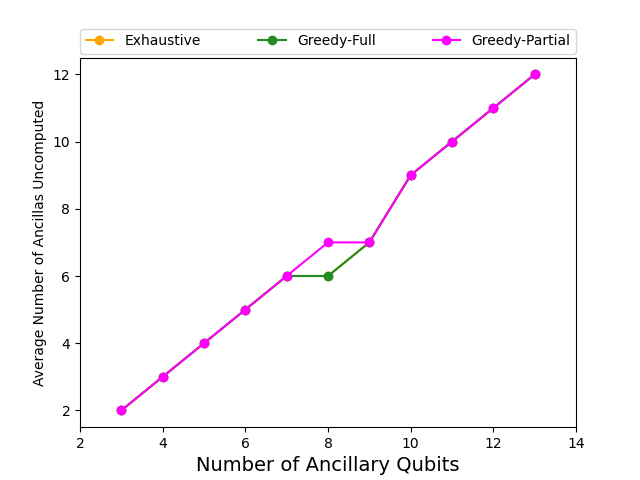 Exhaustive Greedy-Full Greedy-Partial
12
10
8
6
4
2
Average Number of Ancillas Uncomputed
2 4 6 8 10 12 14
Number of Ancillary Qubits